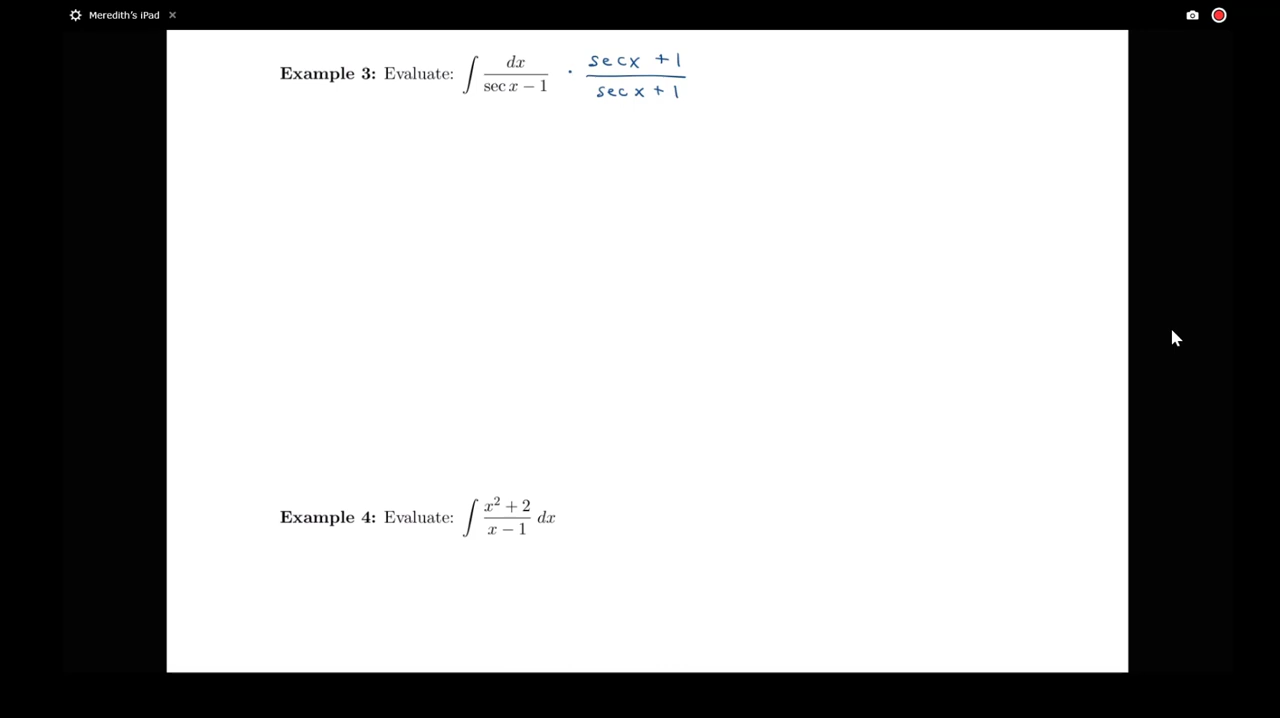 Meredith's iPad
Example 3: Evaluate: ∫ dx / (sec x − 1) · (sec x + 1) / (sec x + 1)
Example 4: Evaluate: ∫ (x² + 2) / (x − 1) dx